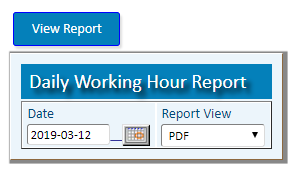 View Report
Daily Working Hour Report
Date Report View
2019-03-12 PDF